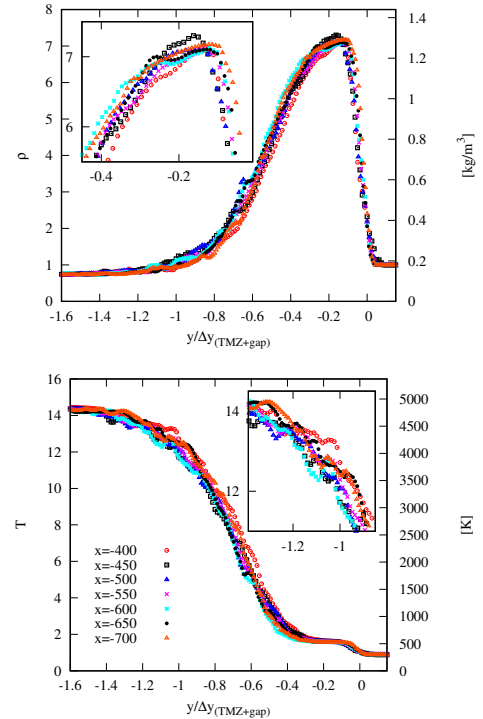 8
7
6
5
4
3
2
1
0
ρ
1.4
1.2
1
0.8
0.6
0.4
0.2
0
[kg/m³]
7
6
-0.4 -0.2
-1.6 -1.4 -1.2 -1 -0.8 -0.6 -0.4 -0.2 0
y/Δy(TMZ+gap)
16
14
12
10
8
6
4
2
0
T
5000
4500
4000
3500
3000
2500
2000
1500
1000
500
0
[K]
14
12
-1.2 -1
x=-400
x=-450
x=-500
x=-550
x=-600
x=-650
x=-700
-1.6 -1.4 -1.2 -1 -0.8 -0.6 -0.4 -0.2 0
y/Δy(TMZ+gap)